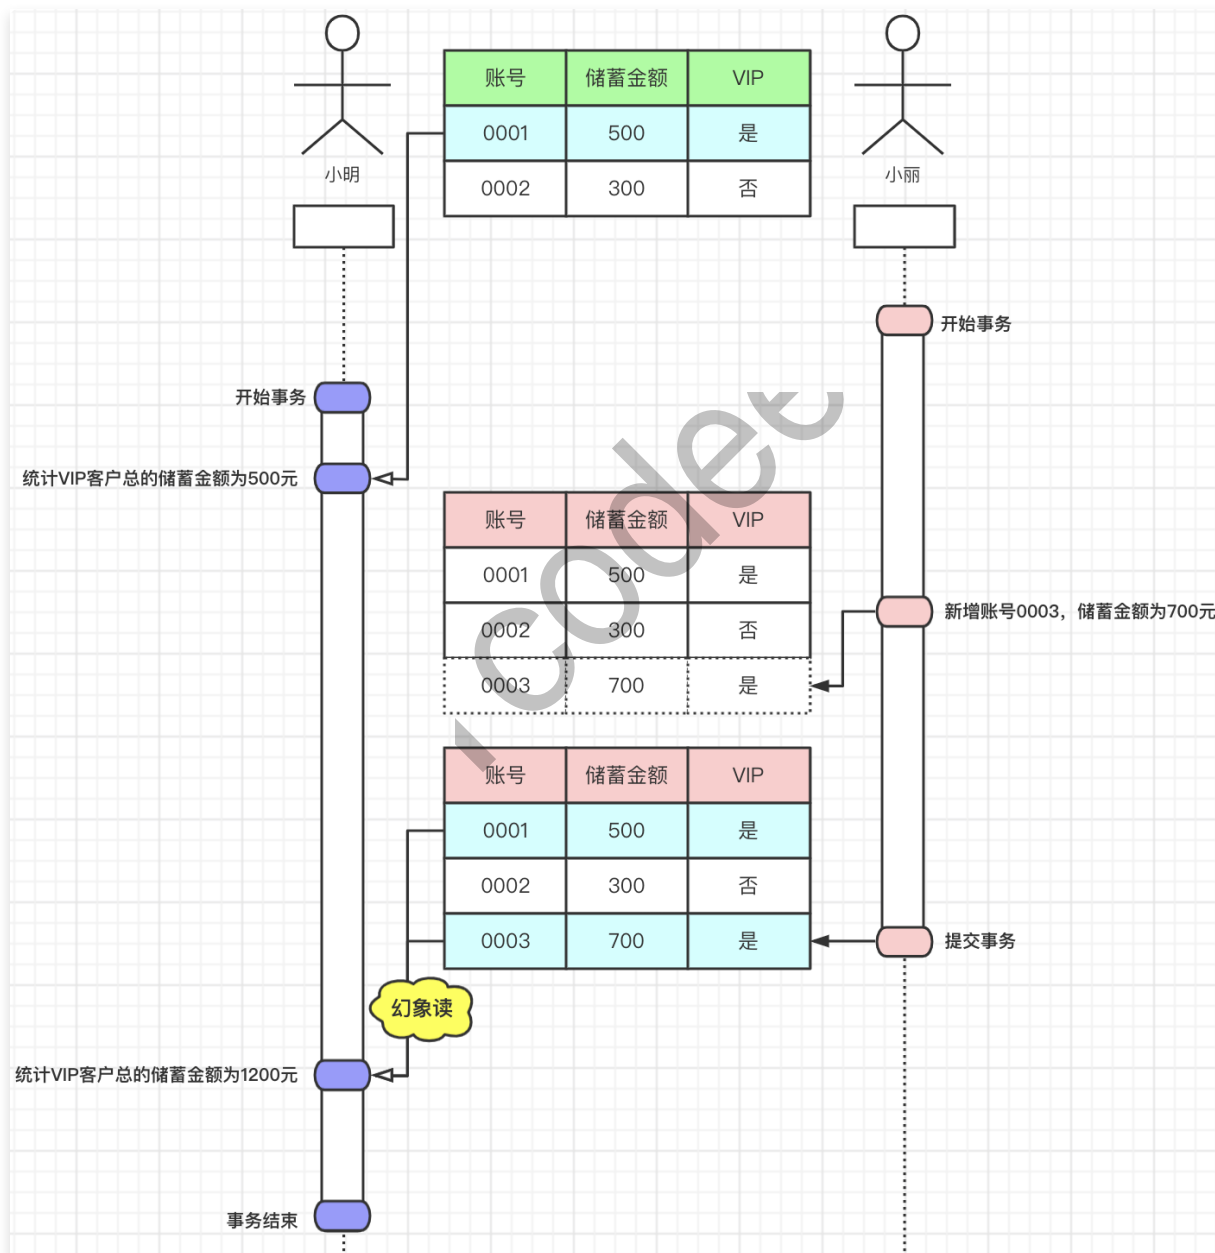 账号 储蓄金额 VIP
0001 500 是
0002 300 否
小明
小丽
开始事务
开始事务
统计VIP客户总的储蓄金额为500元
账号 储蓄金额 VIP
0001 500 是
0002 300 否
新增账号0003，储蓄金额为700元
0003 700 是
账号 储蓄金额 VIP
0001 500 是
0002 300 否
0003 700 是
提交事务
幻象读
统计VIP客户总的储蓄金额为1200元
事务结束
codee